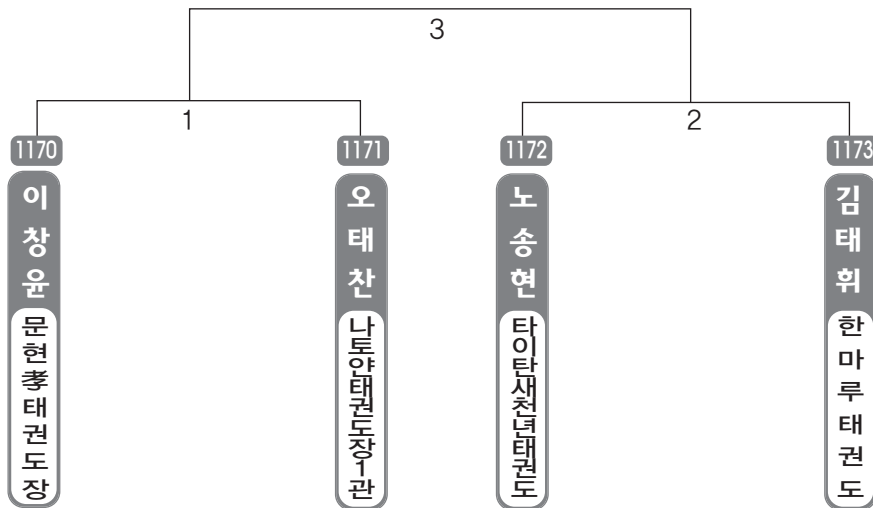 3
1
2
1170
1171
1172
1173
이창윤
오태찬
노송현
김태휘
문현孝태권도장
나토얀태권도장1관
타이탄새천년태권도
한마루태권도